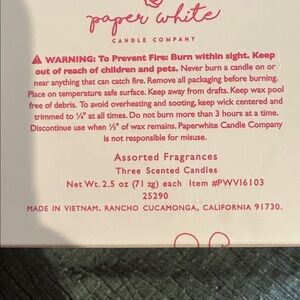 paper white
CANDLE COMPANY
⚠ WARNING: To Prevent Fire: Burn within sight. Keep
out of reach of children and pets. Never burn a candle on or
near anything that can catch fire. Remove all packaging before burning.
Place on temperature safe surface. Keep away from drafts. Keep wax pool
free of debris. To avoid overheating and sooting, keep wick centered and
trimmed to ⅛" at all times. Do not burn more than 3 hours at a time.
Discontinue use when ½" of wax remains. Paperwhite Candle Company
is not responsible for misuse.
Assorted Fragrances
Three Scented Candles
Net Wt. 2.5 oz (71 g) each Item #PWV16103
25290
MADE IN VIETNAM. RANCHO CUCAMONGA, CALIFORNIA 91730.